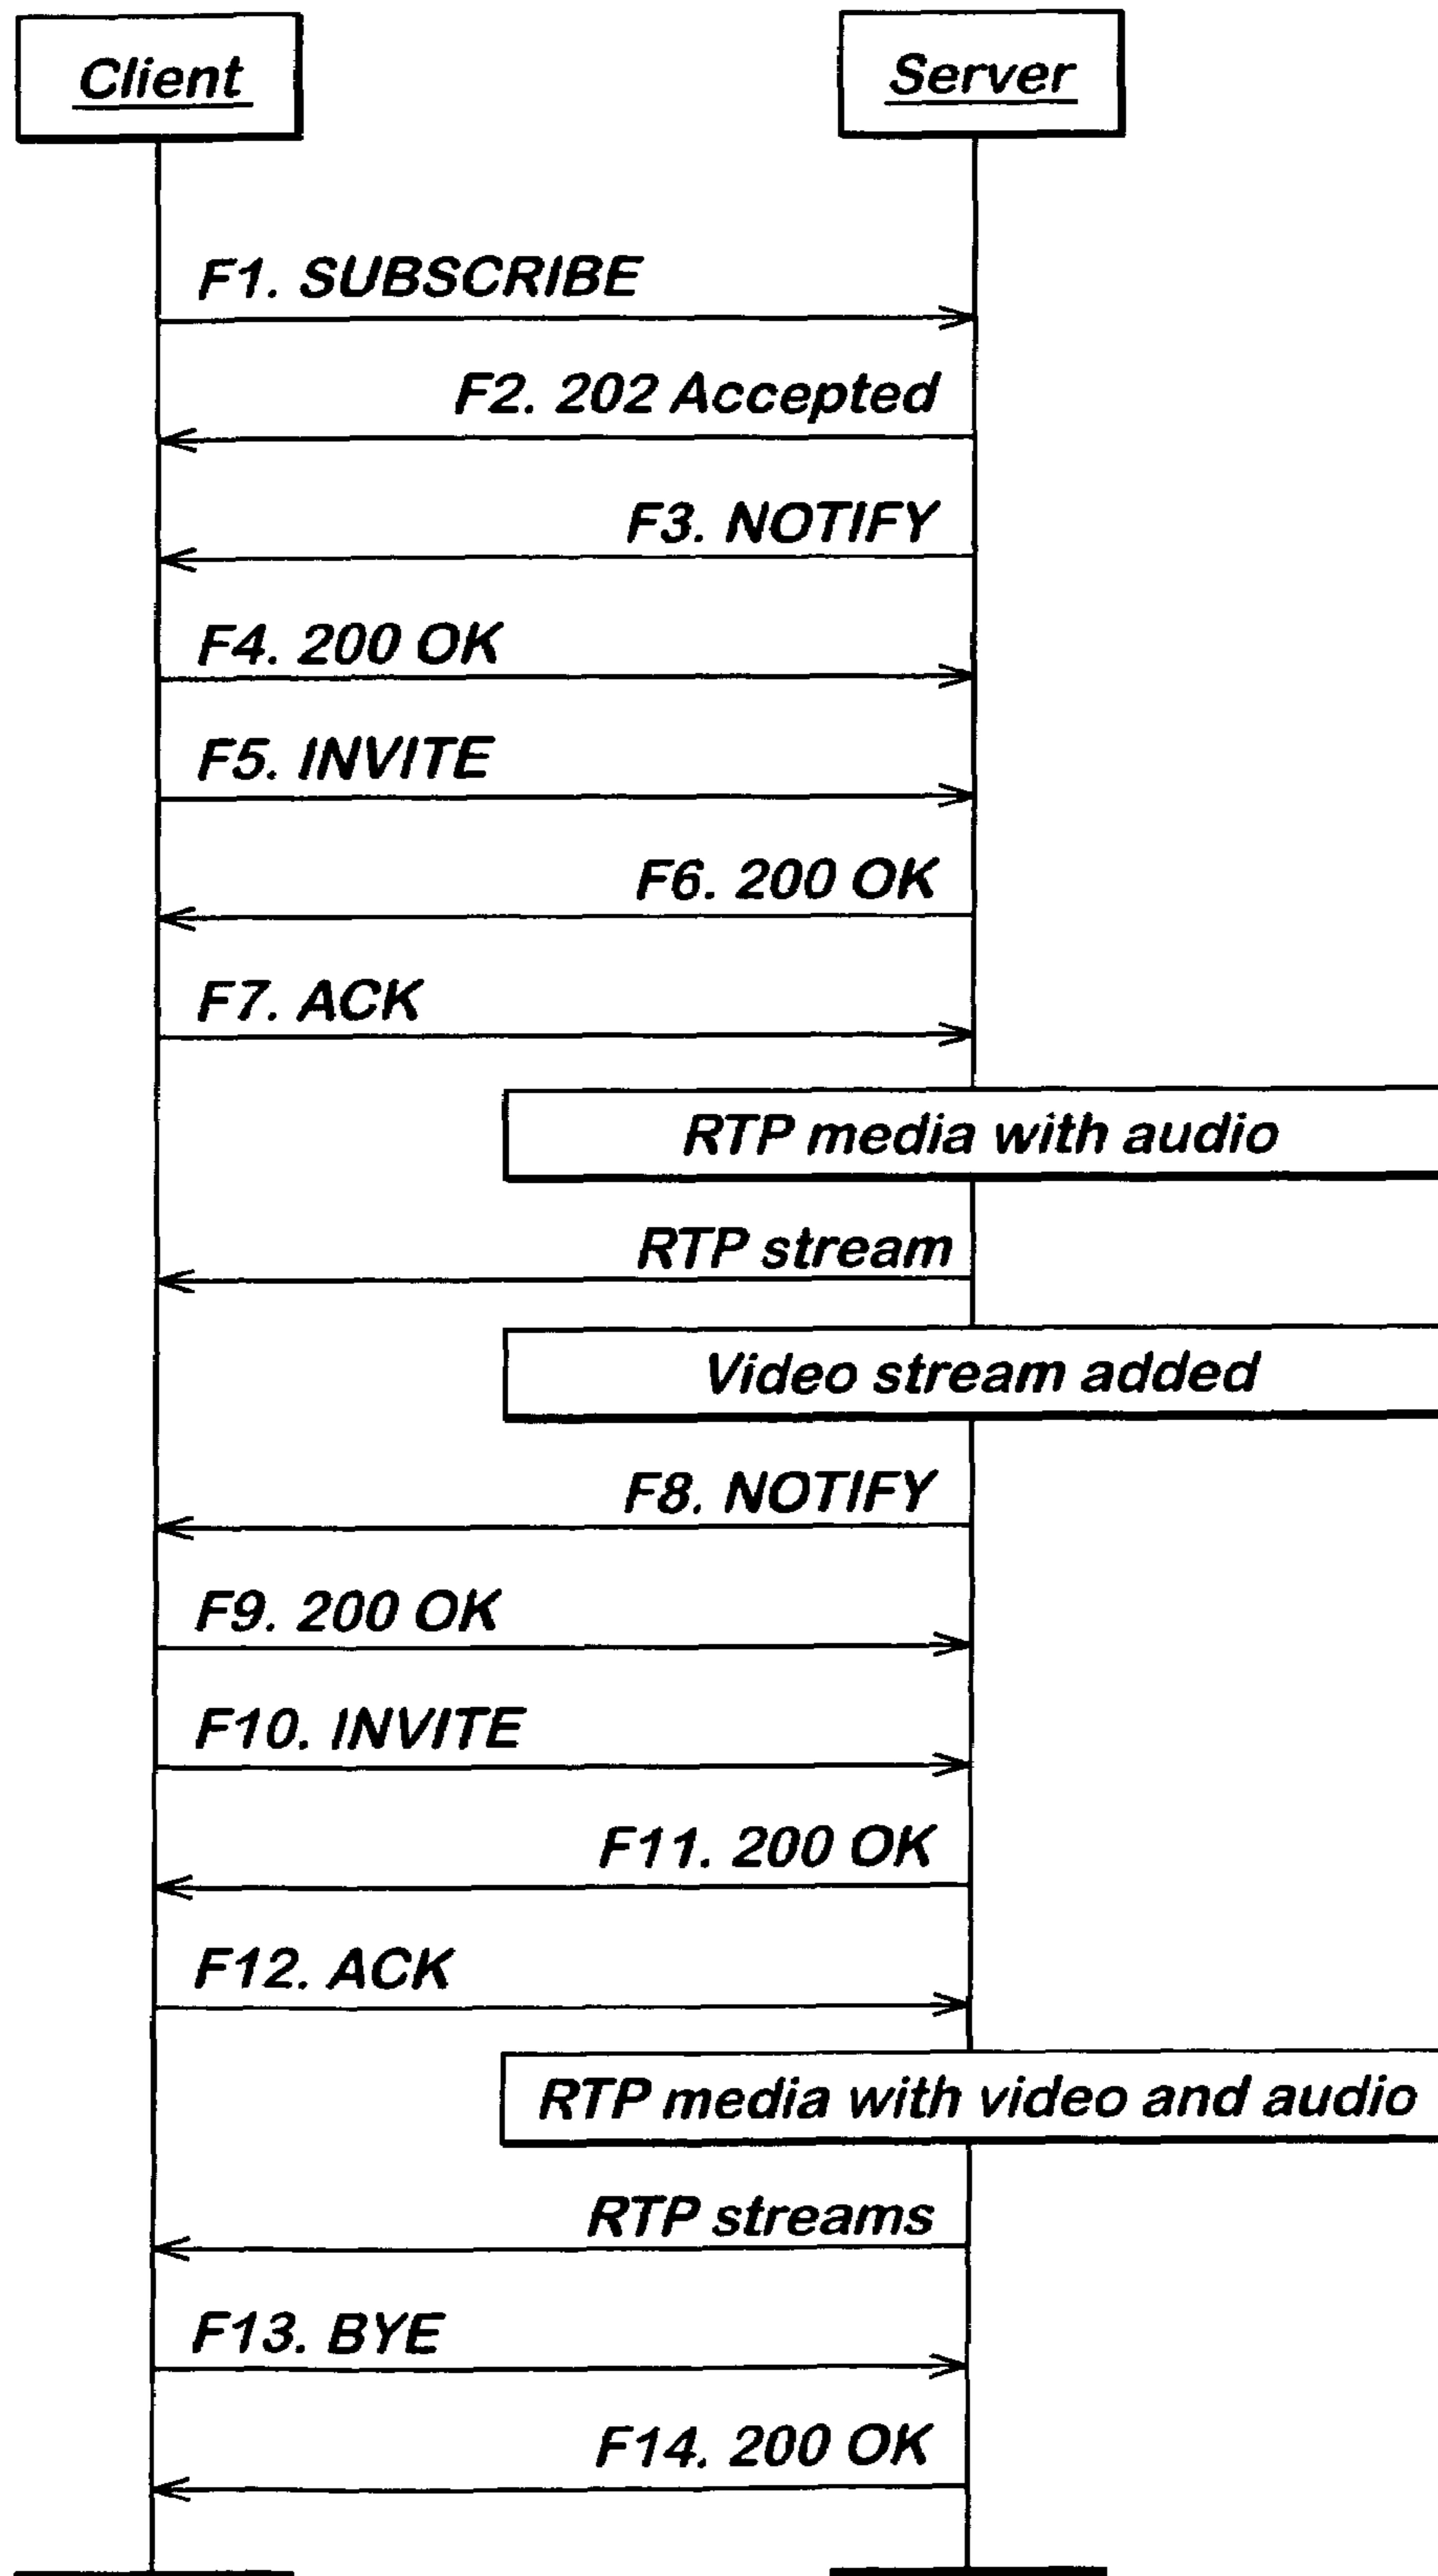 Client
Server
F1. SUBSCRIBE
F2. 202 Accepted
F3. NOTIFY
F4. 200 OK
F5. INVITE
F6. 200 OK
F7. ACK
RTP media with audio
RTP stream
Video stream added
F8. NOTIFY
F9. 200 OK
F10. INVITE
F11. 200 OK
F12. ACK
RTP media with video and audio
RTP streams
F13. BYE
F14. 200 OK